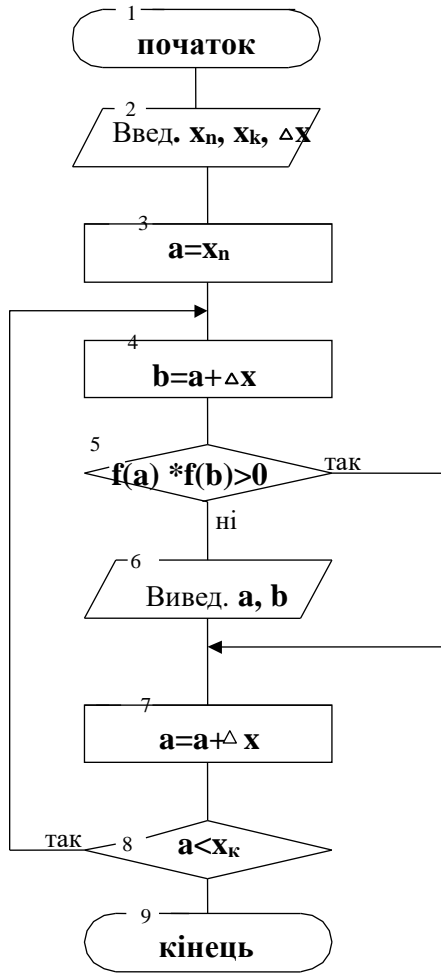 1
початок
2
Введ. xn, xk, △x
3
a=xn
4
b=a+△x
5
f(a) *f(b)>0
так
ні
6
Вивед. a, b
7
a=a+△ x
так
8
a<xк
9
кінець